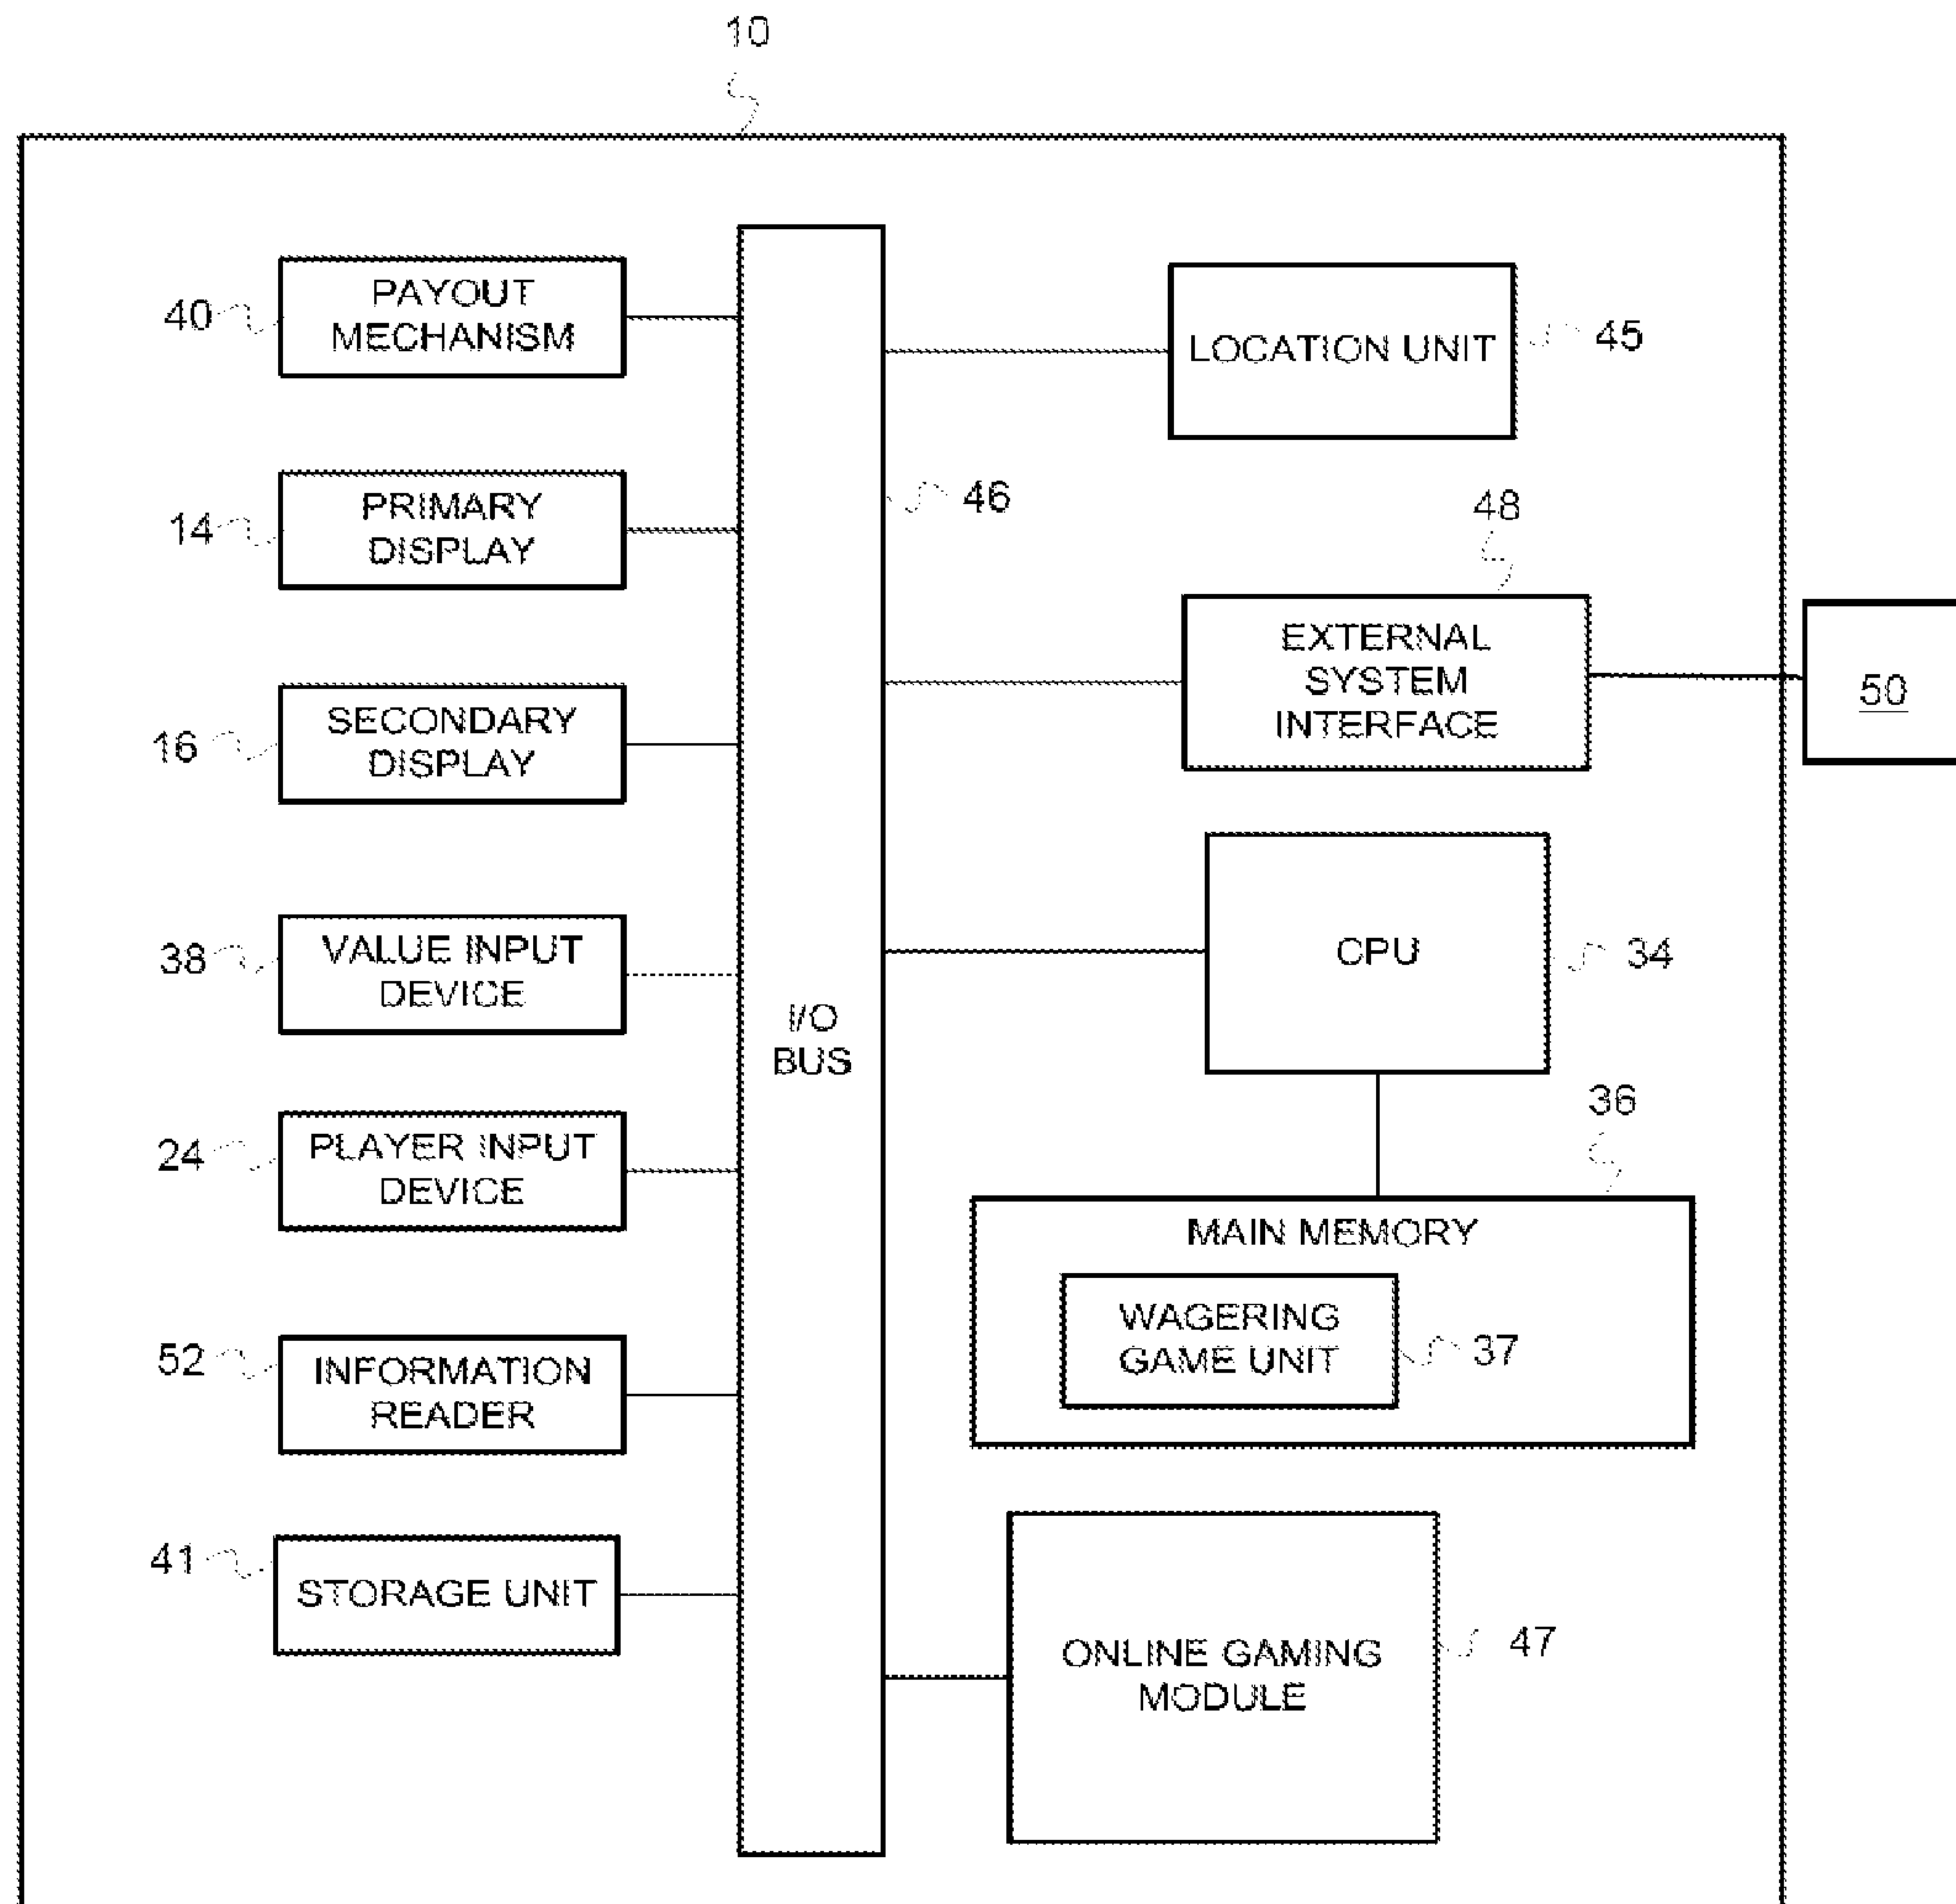 10
PAYOUT
MECHANISM
40
LOCATION UNIT
45
PRIMARY
DISPLAY
14
46
48
EXTERNAL
SYSTEM
INTERFACE
50
SECONDARY
DISPLAY
16
VALUE INPUT
DEVICE
38
CPU
34
I/O
BUS
PLAYER INPUT
DEVICE
24
36
MAIN MEMORY
WAGERING
GAME UNIT
37
INFORMATION
READER
52
STORAGE UNIT
41
ONLINE GAMING
MODULE
47